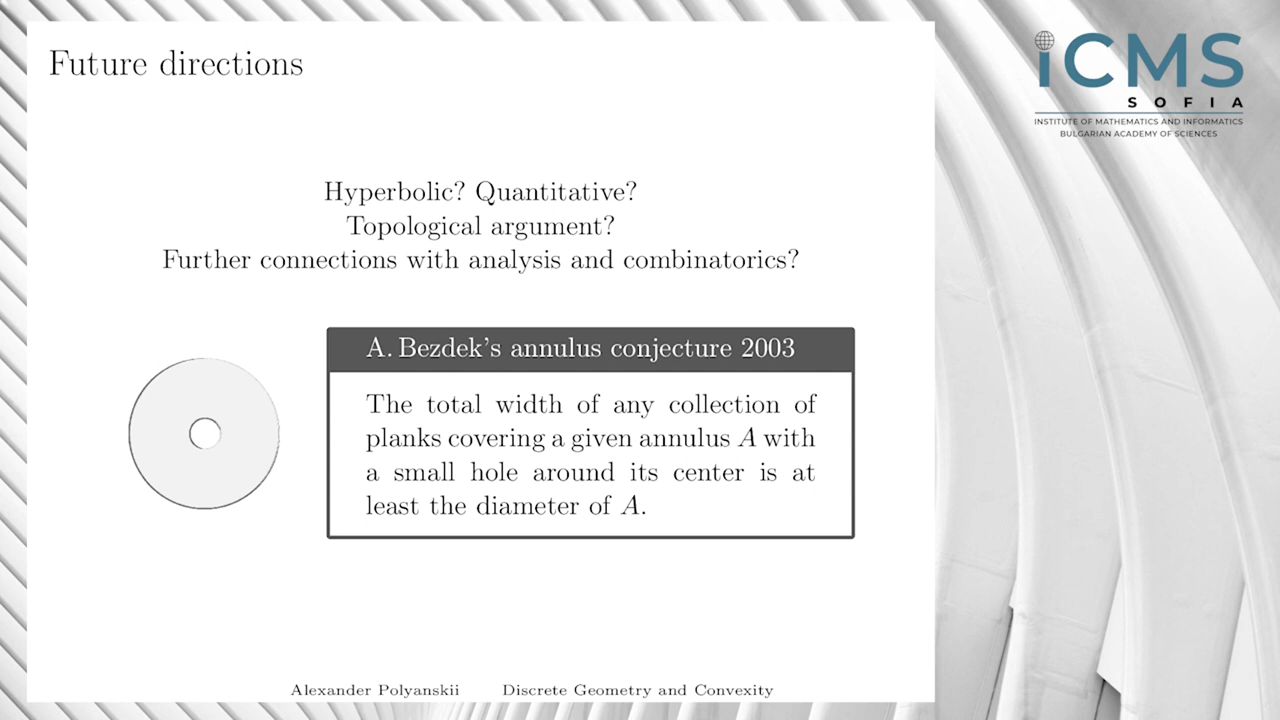 Future directions
Hyperbolic? Quantitative?
Topological argument?
Further connections with analysis and combinatorics?
A. Bezdek's annulus conjecture 2003
The total width of any collection of
planks covering a given annulus A with
a small hole around its center is at
least the diameter of A.
Alexander Polyanskii Discrete Geometry and Convexity
iCMS
SOFIA
INSTITUTE OF MATHEMATICS AND INFORMATICS
BULGARIAN ACADEMY OF SCIENCES